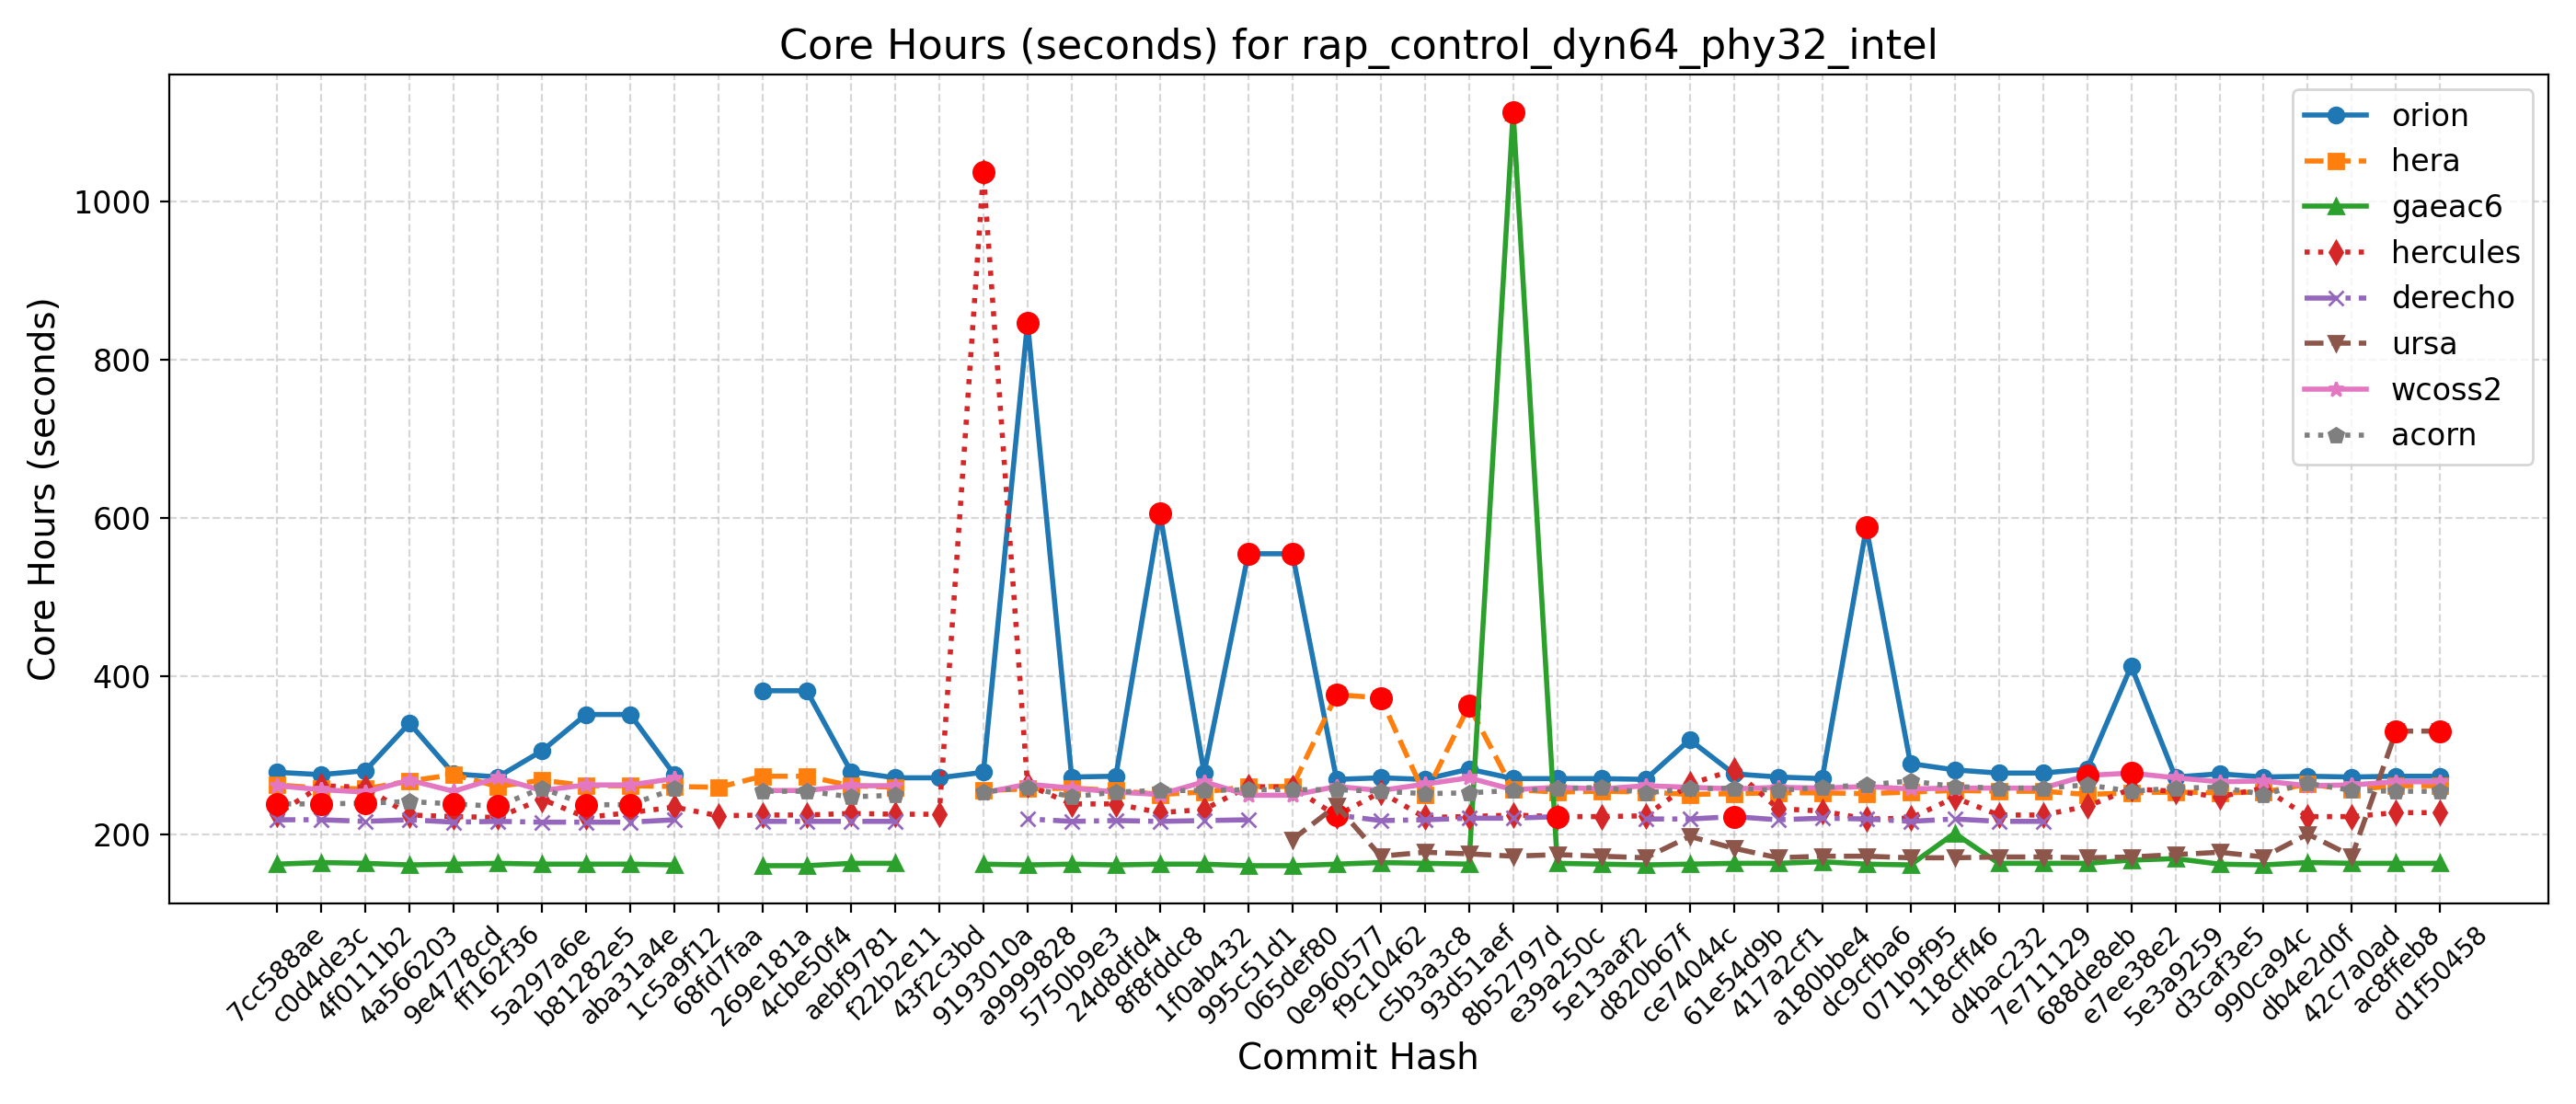 Core Hours (seconds) for rap_control_dyn64_phy32_intel
Core Hours (seconds)
1000
800
600
400
200
orion
hera
gaeac6
hercules
derecho
ursa
wcoss2
acorn
7cc588ae
c0d4de3c
4f0111b2
4a566203
9e4778cd
ff162f36
5a297a6e
b81282e5
aba31a4e
1c5a9f12
68fd7faa
269e181a
4cbe50f4
aebf9781
f22b2e11
43f2c3bd
9193010a
a9999828
5750b9e3
24d8dfd4
8f8fddc8
1f0ab432
995c51d1
065def80
0e960577
f9c10462
c5b3a3c8
93d51aef
8b52797d
e39a250c
5e13aaf2
d820b67f
ce74044c
61e54d9b
417a2cf1
a180bbe4
dc9cfba6
071b9f95
118cff46
d4bac232
7e711129
688de8eb
e7ee38e2
5e3a9259
d3caf3e5
990ca94c
db4e2d0f
42c7a0ad
ac8ffeb8
d1f50458
Commit Hash